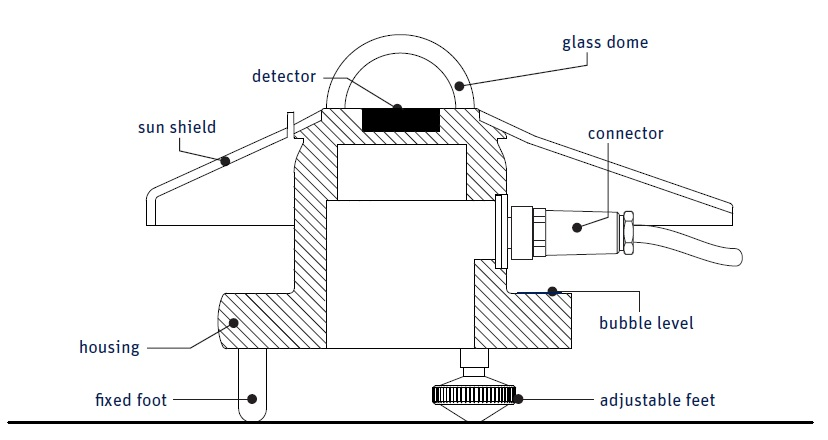 glass dome
detector
sun shield
connector
bubble level
housing
fixed foot
adjustable feet